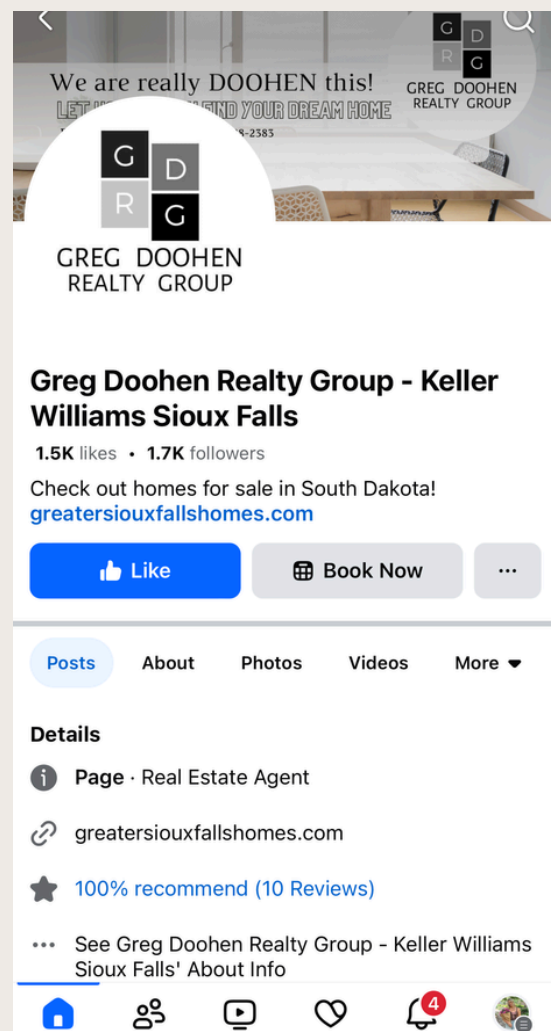 We are really DOOHEN this!
LET
FIND YOUR DREAM HOME
8-2383
G D
R G
GREG DOOHEN
REALTY GROUP
G D
R G
GREG DOOHEN
REALTY GROUP
Greg Doohen Realty Group - Keller
Williams Sioux Falls
1.5K likes • 1.7K followers
Check out homes for sale in South Dakota!
greatersiouxfallshomes.com
Like
Book Now
...
Posts
About
Photos
Videos
More
Details
Page · Real Estate Agent
greatersiouxfallshomes.com
100% recommend (10 Reviews)
See Greg Doohen Realty Group - Keller Williams
Sioux Falls' About Info
4